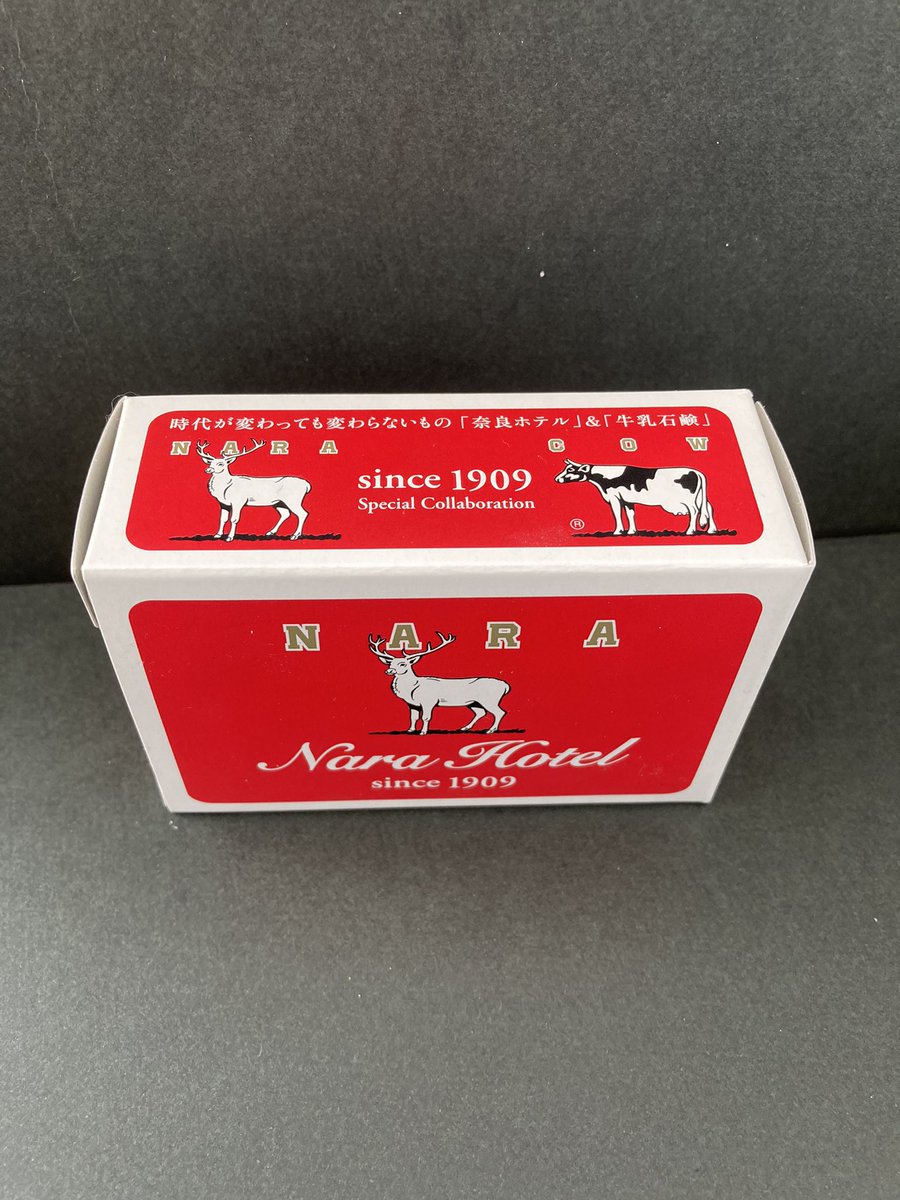 時代が変わっても変わらないもの「奈良ホテル」&「牛乳石鹸」
NARA COW
since 1909
Special Collaboration
®
NARA
Nara Hotel
since 1909